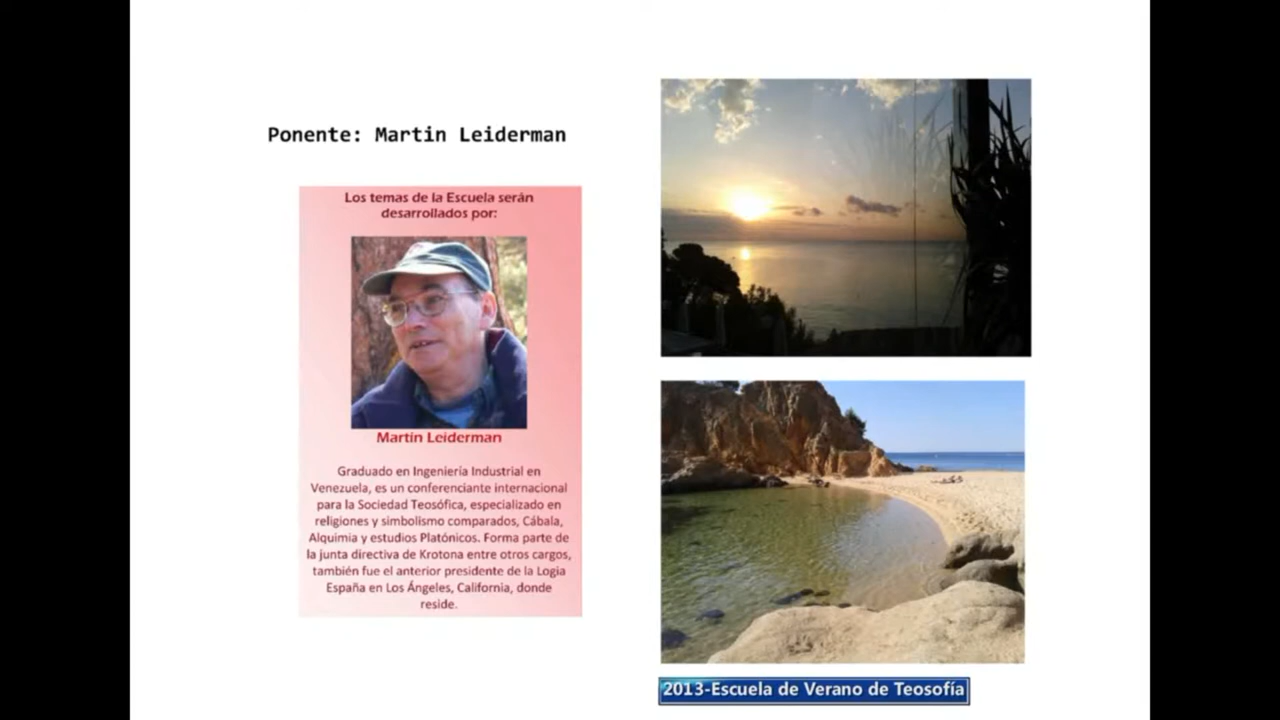 Ponente: Martin Leiderman
Los temas de la Escuela serán
desarrollados por:
Martín Leiderman
Graduado en Ingeniería Industrial en
Venezuela, es un conferenciante internacional
para la Sociedad Teosófica, especializado en
religiones y simbolismo comparados, Cábala,
Alquimia y estudios Platónicos. Forma parte de
la junta directiva de Krotona entre otros cargos,
también fue el anterior presidente de la Logia
España en Los Ángeles, California, donde
reside.
2013-Escuela de Verano de Teosofía